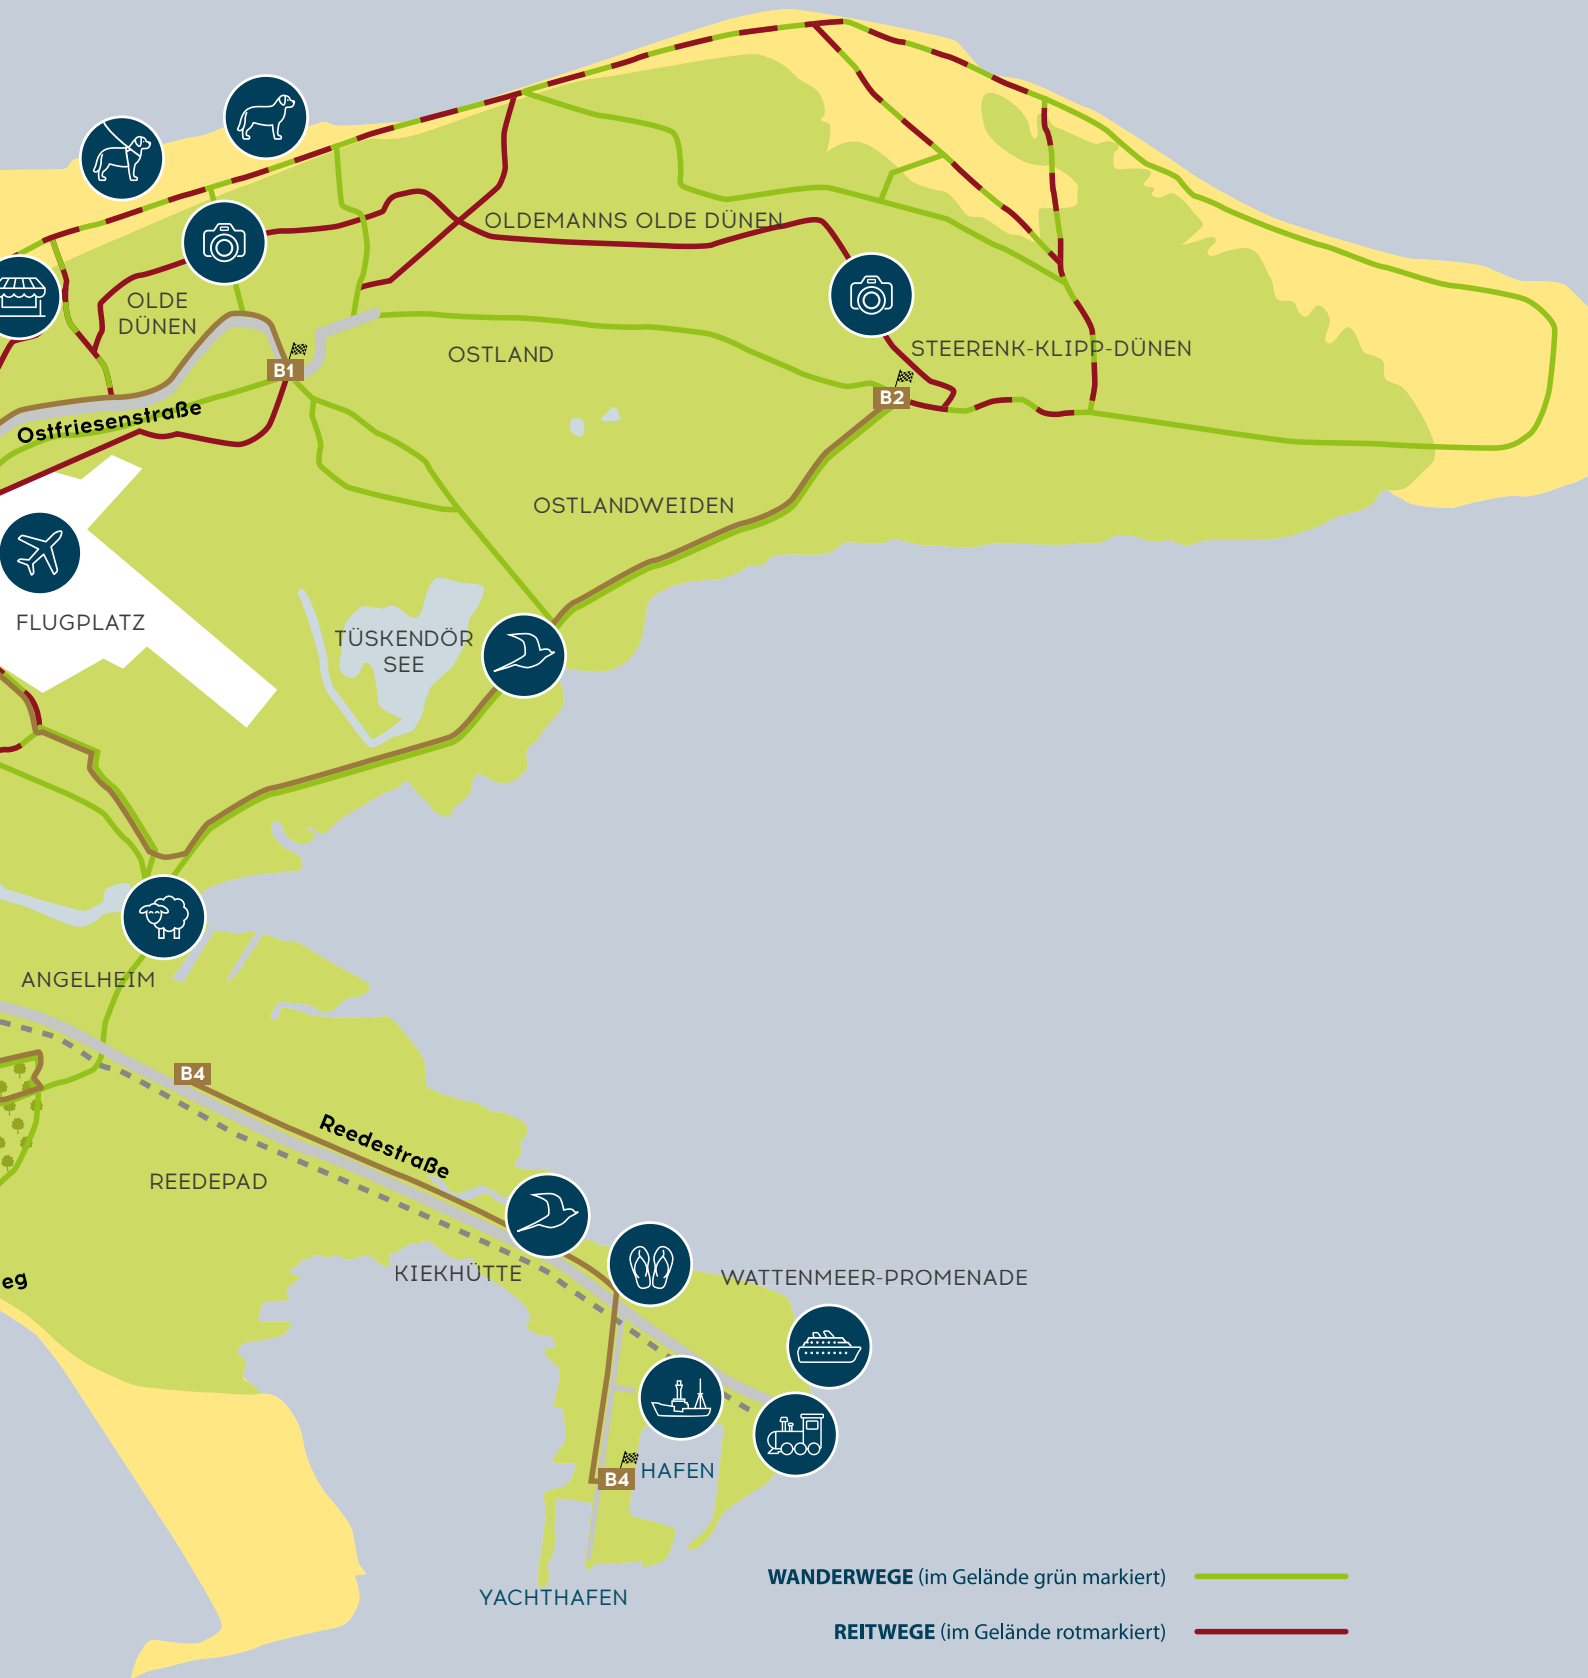 OLDEMANNS OLDE DÜNEN
OLDE
DÜNEN
STEERENK-KLIPP-DÜNEN
OSTLAND
B1
B2
Ostfriesenstraße
OSTLANDWEIDEN
FLUGPLATZ
TÜSKENDÖR
SEE
ANGELHEIM
B4
Reedestraße
REEDEPAD
KIEKHÜTTE
WATTENMEER-PROMENADE
eg
HAFEN
B4
YACHTHAFEN
WANDERWEGE (im Gelände grün markiert)
REITWEGE (im Gelände rotmarkiert)